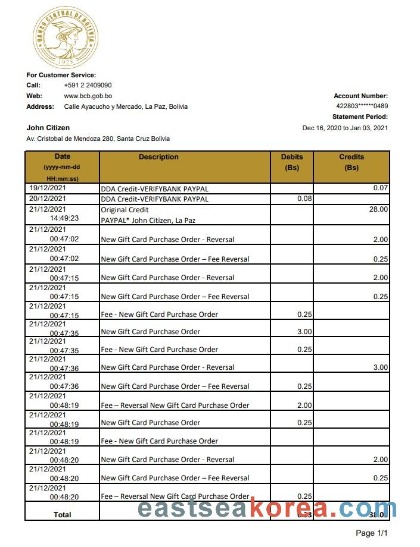 BANCO CENTRAL DE BOLIVIA
For Customer Service:
Call: +591 2 2409090
Web: www.bcb.gob.bo
Address: Calle Ayacucho y Mercado, La Paz, Bolivia
Account Number:
422803******0489
Statement Period:
John Citizen Dec 16, 2020 to Jan 03, 2021
Av. Cristobal de Mendoza 280, Santa Cruz Bolivia
Date Description Debits Credits
(yyyy-mm-dd (Bs) (Bs)
HH:mm:ss)
19/12/2021 DDA Credit-VERIFYBANK PAYPAL 0.07
20/12/2021 DDA Credit-VERIFYBANK PAYPAL 0.08
21/12/2021 Original Credit 28.00
14:49:23 PAYPAL* John Citizen, La Paz
21/12/2021
00:47:02 New Gift Card Purchase Order - Reversal 2.00
21/12/2021
00:47:02 New Gift Card Purchase Order – Fee Reversal 0.25
21/12/2021
00:47:15 New Gift Card Purchase Order - Reversal 2.00
21/12/2021
00:47:15 New Gift Card Purchase Order – Fee Reversal 0.25
21/12/2021
00:47:15 Fee - New Gift Card Purchase Order 0.25
21/12/2021
00:47:35 New Gift Card Purchase Order 3.00
21/12/2021
00:47:35 Fee - New Gift Card Purchase Order 0.25
21/12/2021
00:47:36 New Gift Card Purchase Order - Reversal 3.00
21/12/2021
00:47:36 New Gift Card Purchase Order – Fee Reversal 0.25
21/12/2021
00:48:19 Fee – Reversal New Gift Card Purchase Order 2.00
21/12/2021
00:48:19 New Gift Card Purchase Order 0.25
21/12/2021
00:48:19 Fee - New Gift Card Purchase Order
21/12/2021
00:48:20 New Gift Card Purchase Order - Reversal 2.00
21/12/2021
00:48:20 New Gift Card Purchase Order – Fee Reversal 0.25
21/12/2021
00:48:20 Fee – Reversal New Gift Card Purchase Order 0.25
Total
eastseakorea.com
Page 1/1